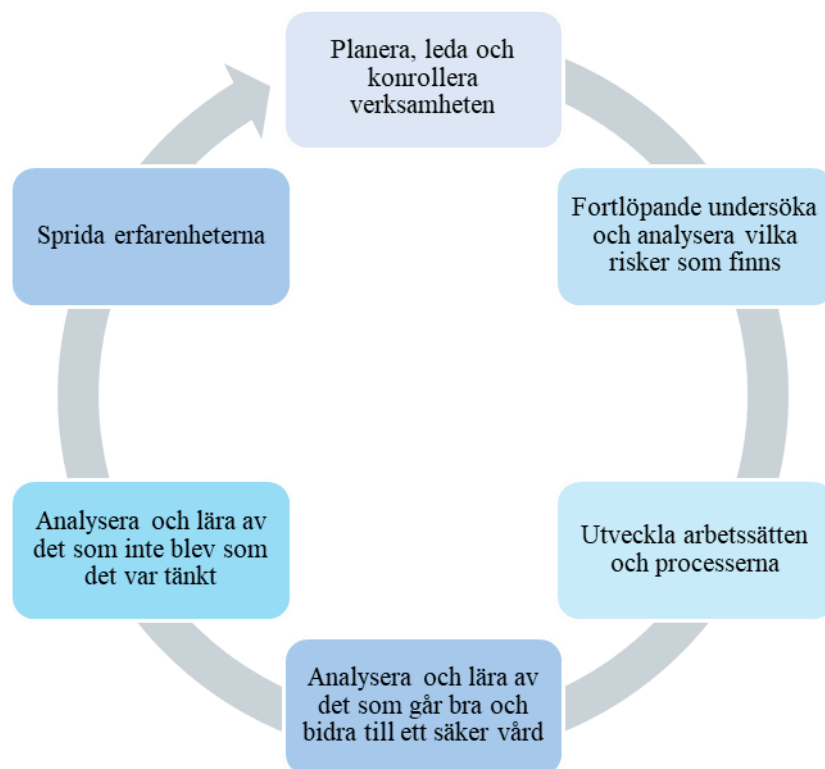 Planera, leda och
konrollera
verksamheten
Fortlöpande undersöka
och analysera vilka
risker som finns
Utveckla arbetssätten
och processerna
Analysera och lära av
det som går bra och
bidra till ett säker vård
Analysera och lära av
det som inte blev som
det var tänkt
Sprida erfarenheterna